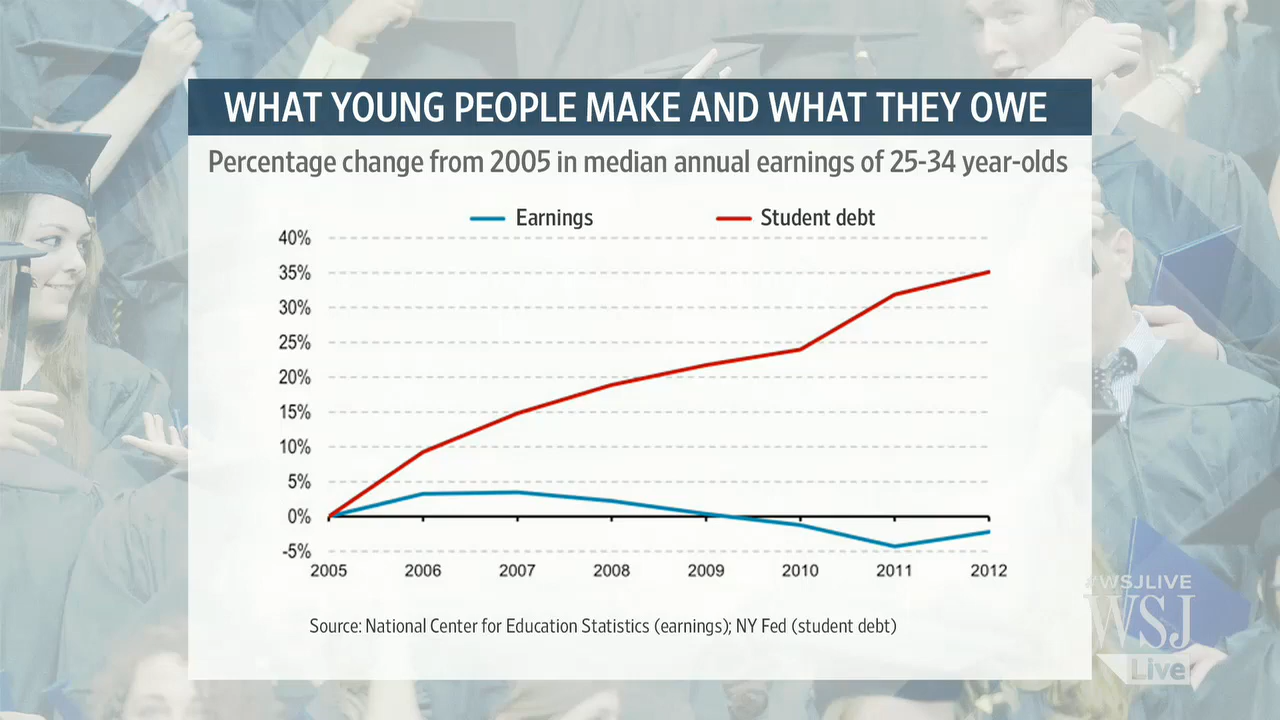 WHAT YOUNG PEOPLE MAKE AND WHAT THEY OWE
Percentage change from 2005 in median annual earnings of 25-34 year-olds
Earnings
Student debt
40%
35%
30%
25%
20%
15%
10%
5%
0%
-5%
2005 2006 2007 2008 2009 2010 2011 2012
Source: National Center for Education Statistics (earnings); NY Fed (student debt)
#WSJLIVE
WSJ
Live